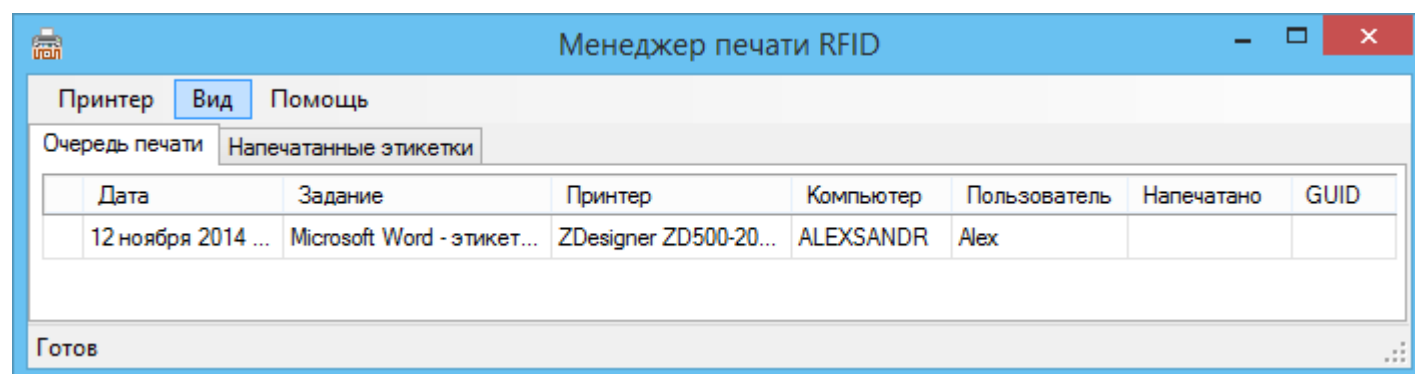 Менеджер печати RFID
Принтер Вид Помощь
Очередь печати Напечатанные этикетки
Дата Задание Принтер Компьютер Пользователь Напечатано GUID
12 ноября 2014 ... Microsoft Word - этикет... ZDesigner ZD500-20... ALEXSANDR Alex
Готов